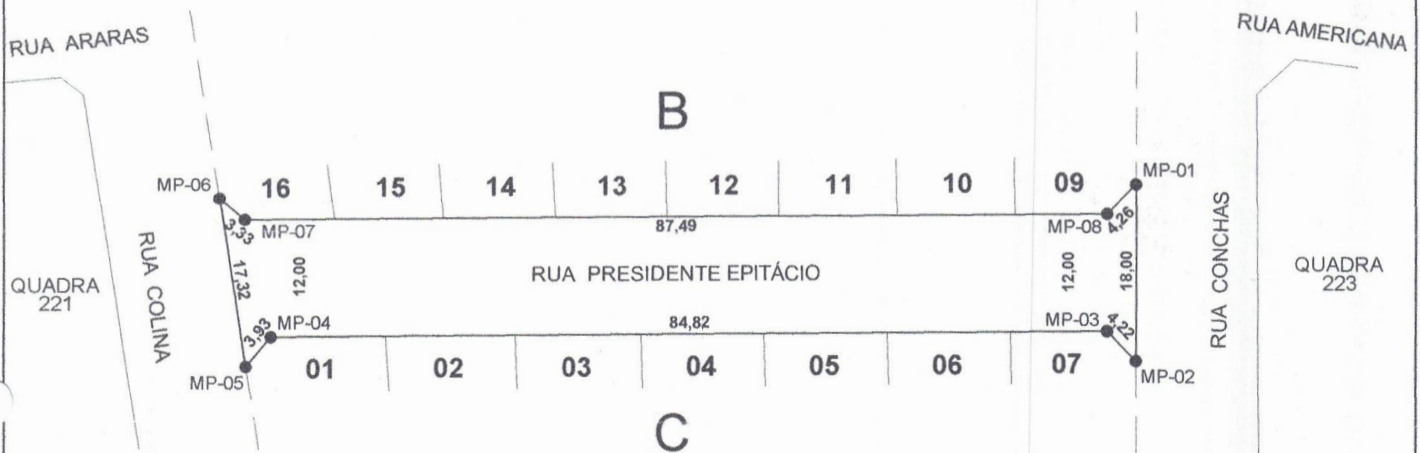 RUA ARARAS
RUA AMERICANA
B
MP-06
16
15
14
13
12
11
10
09
MP-01
3,33
MP-07
87,49
MP-08
4,26
RUA COLINA
17,32
12,00
RUA PRESIDENTE EPITÁCIO
12,00
18,00
RUA CONCHAS
QUADRA
221
QUADRA
223
3,93
MP-04
84,82
MP-03
4,22
MP-05
01
02
03
04
05
06
07
MP-02
C